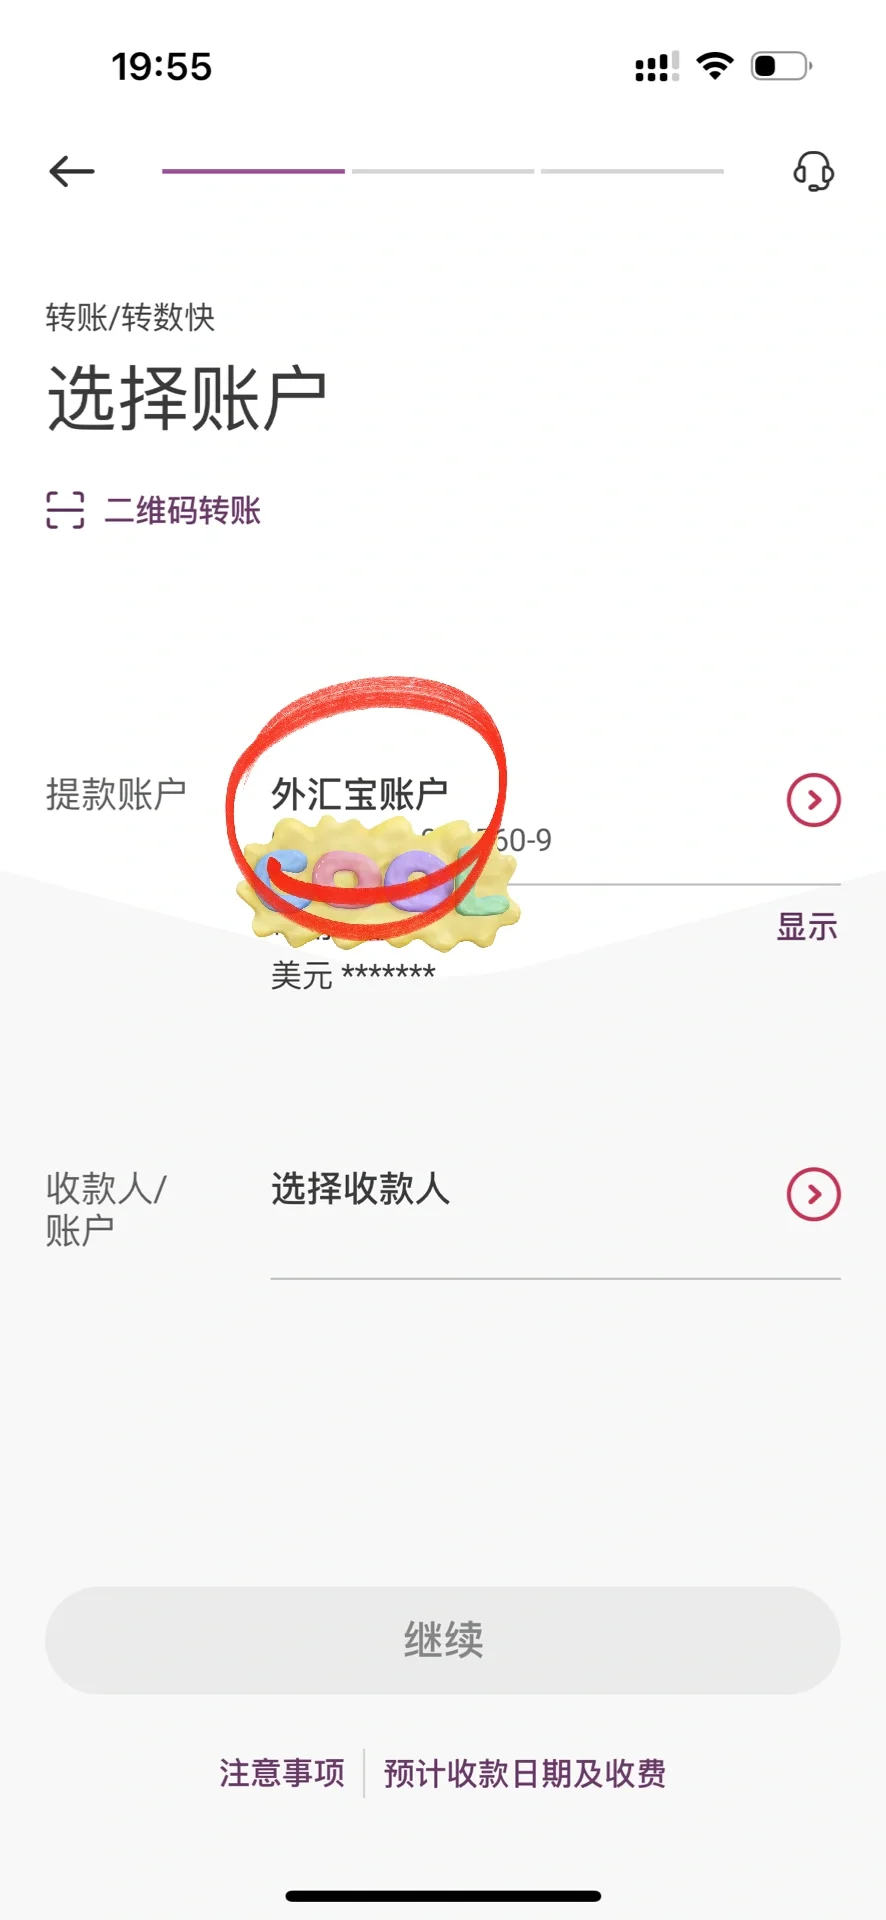 19:55
转账/转数快
选择账户
二维码转账
提款账户
外汇宝账户
60-9
COOL
显示
美元 *******
收款人/
账户
选择收款人
继续
注意事项
预计收款日期及收费